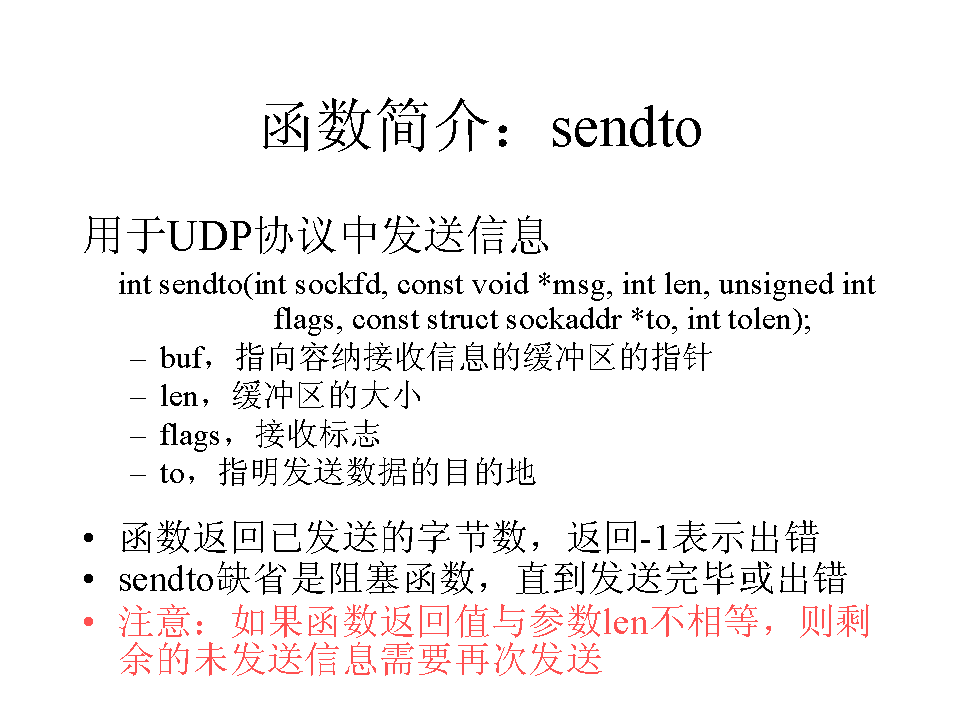 函数简介：sendto
用于UDP协议中发送信息
int sendto(int sockfd, const void *msg, int len, unsigned int
flags, const struct sockaddr *to, int tolen);
– buf，指向容纳接收信息的缓冲区的指针
– len，缓冲区的大小
– flags，接收标志
– to，指明发送数据的目的地
• 函数返回已发送的字节数，返回-1表示出错
• sendto缺省是阻塞函数，直到发送完毕或出错
• 注意：如果函数返回值与参数len不相等，则剩
余的未发送信息需要再次发送